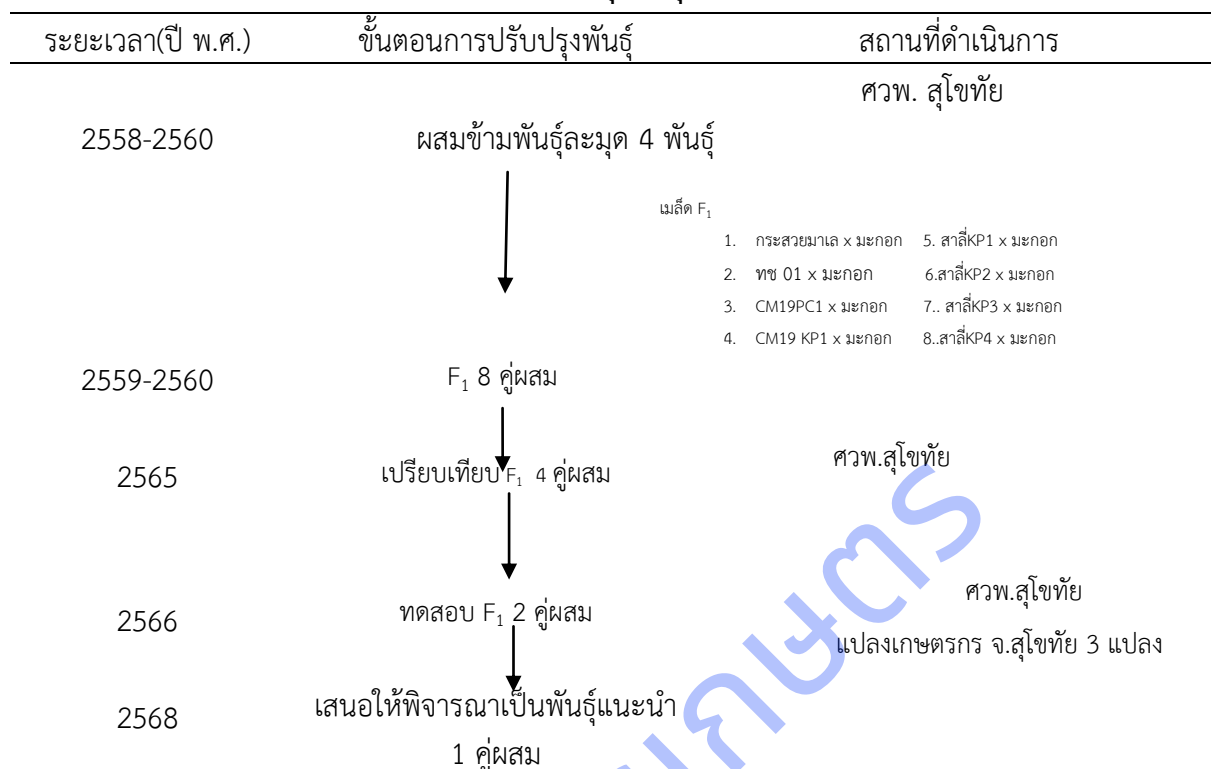 ระยะเวลา(ปี พ.ศ.) ขั้นตอนการปรับปรุงพันธุ์ สถานที่ดำเนินการ
ศวพ. สุโขทัย
2558-2560 ผสมข้ามพันธุ์ละมุด 4 พันธุ์
เมล็ด F₁
1. กระสวยมาเล x มะกอก 5. สาลี่KP1 x มะกอก
2. ทช 01 x มะกอก 6.สาลี่KP2 x มะกอก
3. CM19PC1 x มะกอก 7.. สาลี่KP3 x มะกอก
4. CM19 KP1 x มะกอก 8..สาลี่KP4 x มะกอก
2559-2560 F₁ 8 คู่ผสม
2565 เปรียบเทียบ F₁ 4 คู่ผสม ศวพ.สุโขทัย
2566 ทดสอบ F₁ 2 คู่ผสม ศวพ.สุโขทัย
แปลงเกษตรกร จ.สุโขทัย 3 แปลง
2568 เสนอให้พิจารณาเป็นพันธุ์แนะนำ
1 คู่ผสม